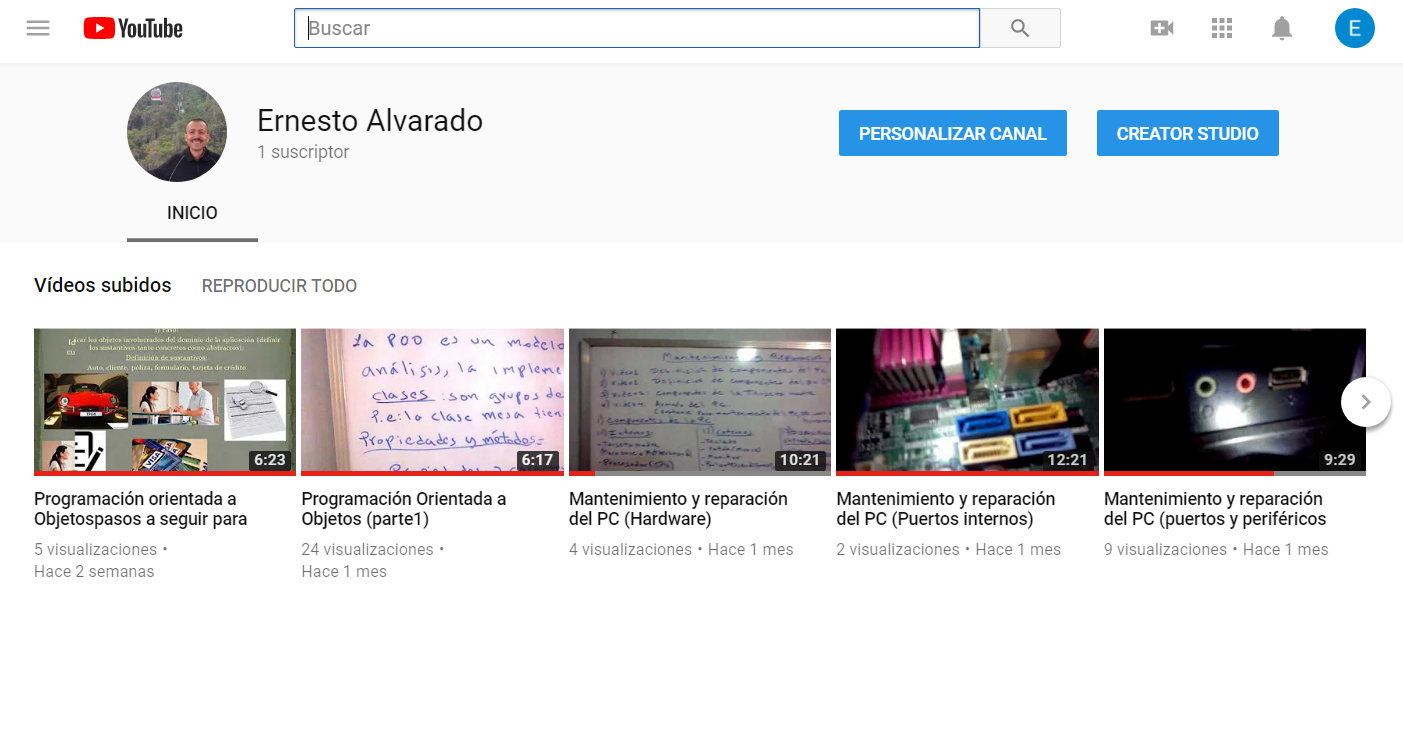 YouTube
Buscar
E
Ernesto Alvarado
1 suscriptor
PERSONALIZAR CANAL
CREATOR STUDIO
INICIO
Vídeos subidos
REPRODUCIR TODO
car los objetos involucrados del dominio de la aplicación (definir
los sustantivos tanto concretos como abstractos):
Definición de sustantivos:
Auto, cliente, póliza, formulario, tarjeta de crédito
6:23
la POO es un modelo
análisis, la impleme
clases: son grupos de
P.e: la clase mesa tien
Propiedades y métodos:
6:17
Mantenimiento y Reparación
10:21
12:21
9:29
Programación orientada a
Objetospasos a seguir para
5 visualizaciones •
Hace 2 semanas
Programación Orientada a
Objetos (parte1)
24 visualizaciones •
Hace 1 mes
Mantenimiento y reparación
del PC (Hardware)
4 visualizaciones • Hace 1 mes
Mantenimiento y reparación
del PC (Puertos internos)
2 visualizaciones • Hace 1 mes
Mantenimiento y reparación
del PC (puertos y periféricos
9 visualizaciones • Hace 1 mes